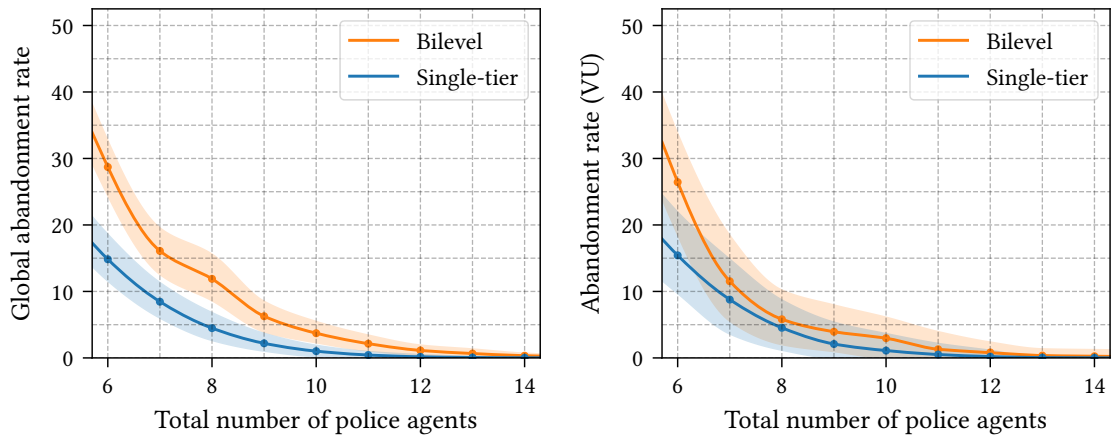 Global abandonment rate
50
40
30
20
10
0
6
8
10
12
14
Total number of police agents
Bilevel
Single-tier
Abandonment rate (VU)
50
40
30
20
10
0
6
8
10
12
14
Total number of police agents
Bilevel
Single-tier